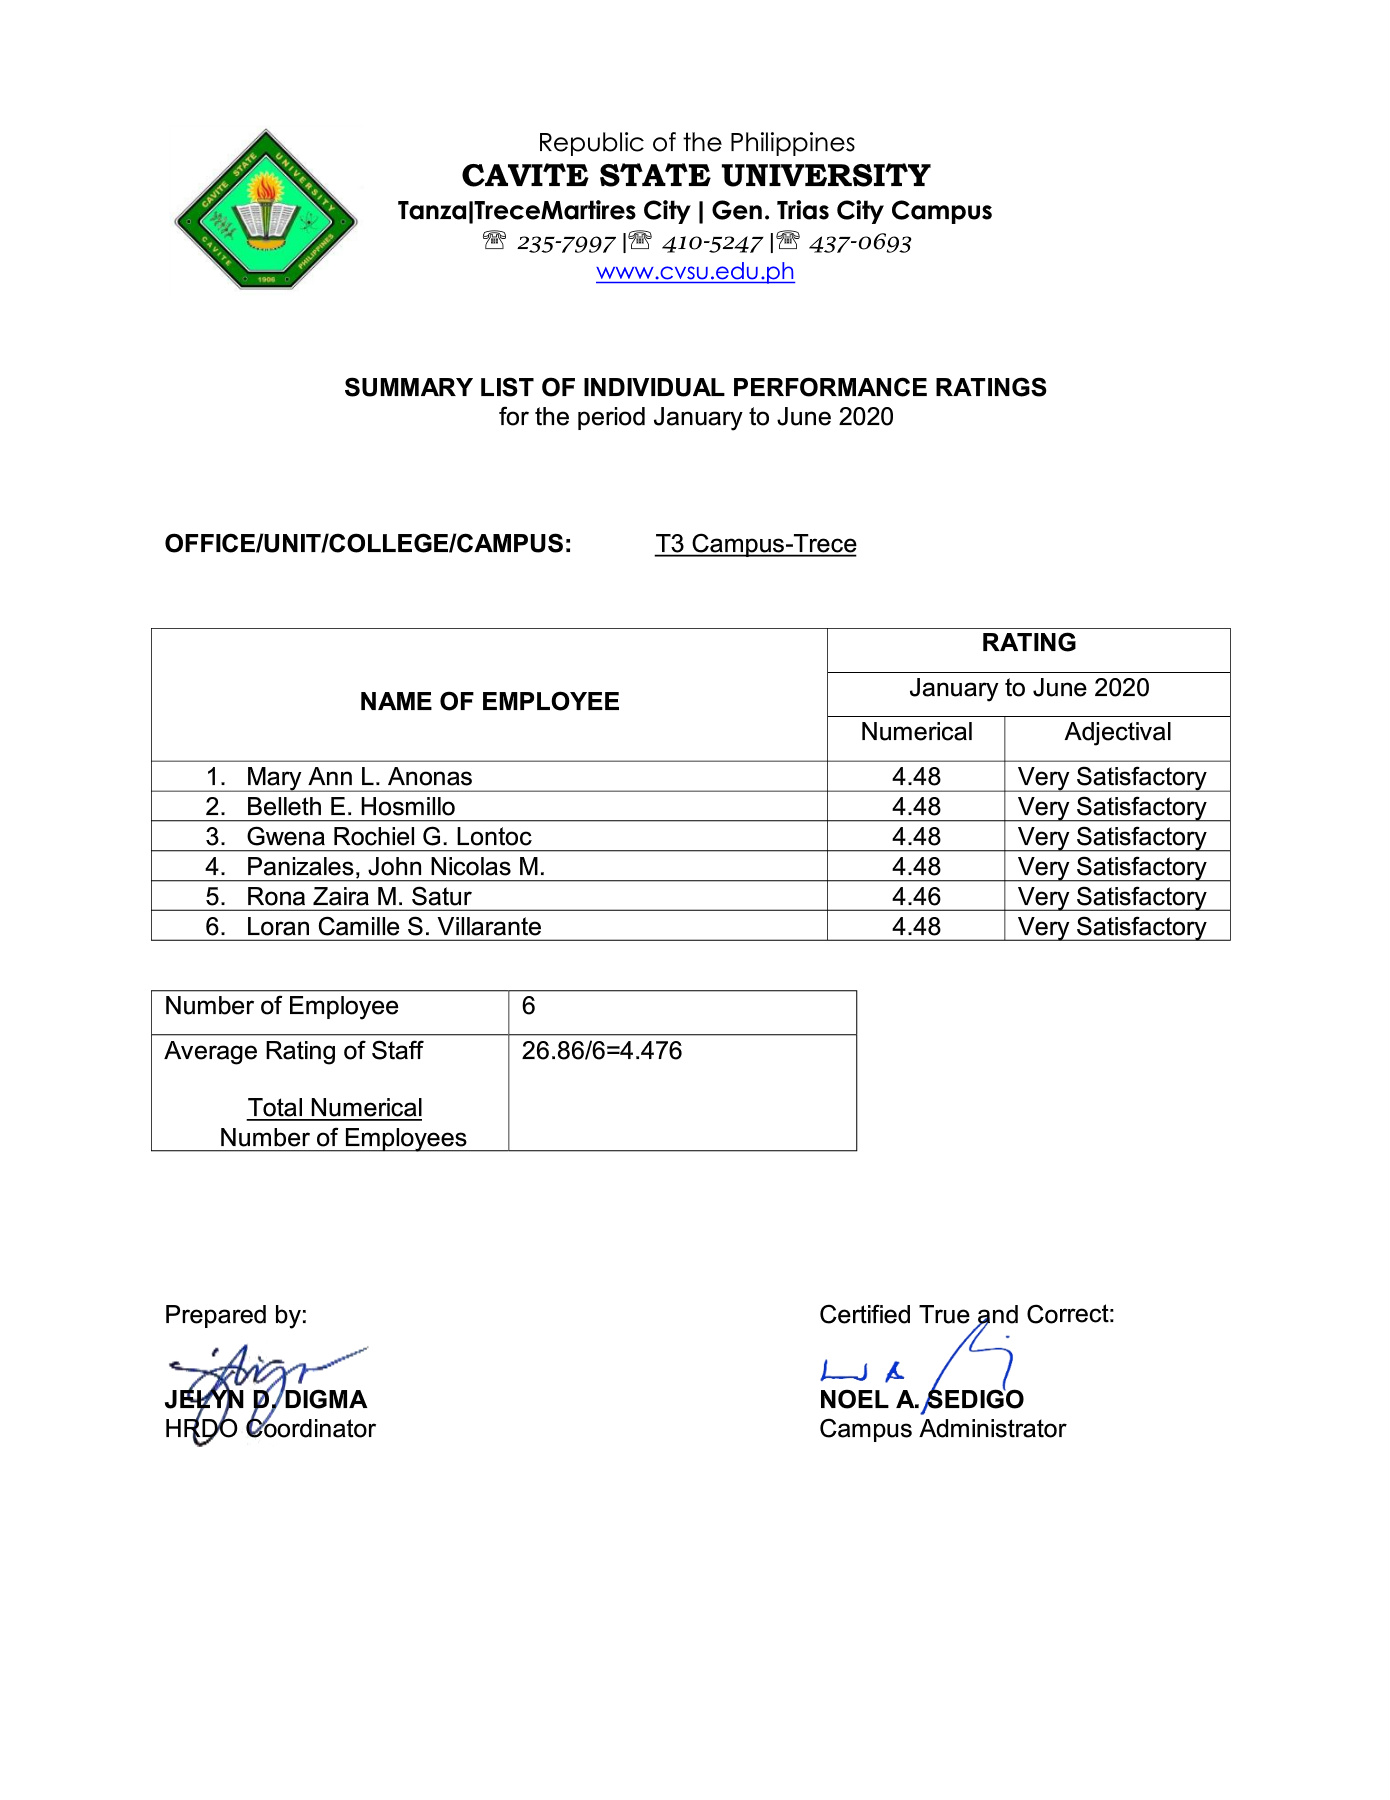 CAVITE STATE UNIVERSITY
CAVITE PHILIPPINES
1906
Republic of the Philippines
CAVITE STATE UNIVERSITY
Tanza|TreceMartires City | Gen. Trias City Campus
☏ 235-7997 |☏ 410-5247 |☏ 437-0693
www.cvsu.edu.ph
SUMMARY LIST OF INDIVIDUAL PERFORMANCE RATINGS
for the period January to June 2020
OFFICE/UNIT/COLLEGE/CAMPUS: T3 Campus-Trece
RATING
January to June 2020
NAME OF EMPLOYEE
Numerical Adjectival
1. Mary Ann L. Anonas 4.48 Very Satisfactory
2. Belleth E. Hosmillo 4.48 Very Satisfactory
3. Gwena Rochiel G. Lontoc 4.48 Very Satisfactory
4. Panizales, John Nicolas M. 4.48 Very Satisfactory
5. Rona Zaira M. Satur 4.46 Very Satisfactory
6. Loran Camille S. Villarante 4.48 Very Satisfactory
Number of Employee 6
Average Rating of Staff 26.86/6=4.476
Total Numerical
Number of Employees
Prepared by: Certified True and Correct:
JELYN D. DIGMA NOEL A. SEDIGO
HRDO Coordinator Campus Administrator